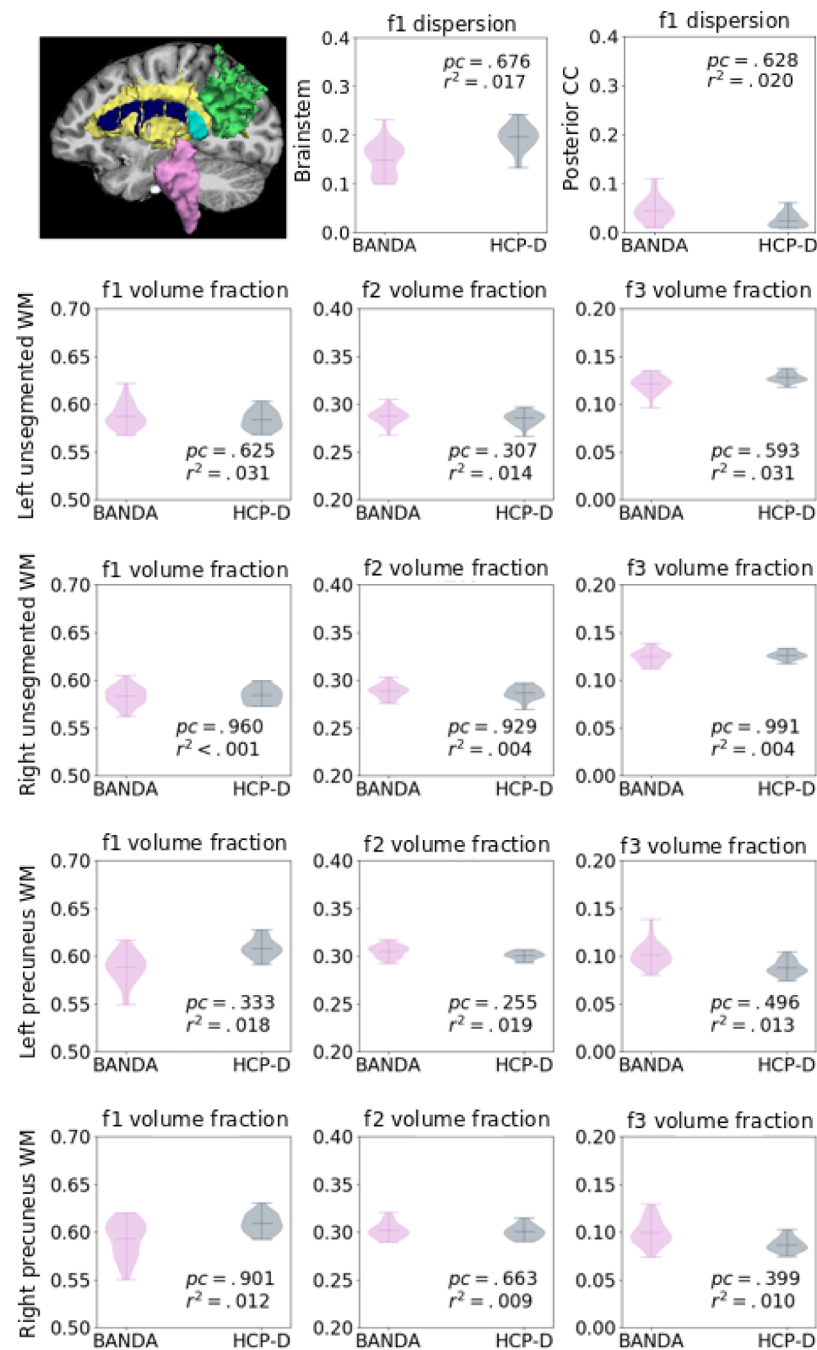 f1 dispersion
Brainstem
0.4
0.3
0.2
0.1
0.0
pc = .676
r² = .017
BANDA HCP-D
f1 dispersion
Posterior CC
0.4
0.3
0.2
0.1
0.0
pc = .628
r² = .020
BANDA HCP-D
Left unsegmented WM
f1 volume fraction
0.70
0.65
0.60
0.55
0.50
pc = .625
r² = .031
BANDA HCP-D
f2 volume fraction
0.40
0.35
0.30
0.25
0.20
pc = .307
r² = .014
BANDA HCP-D
f3 volume fraction
0.20
0.15
0.10
0.05
0.00
pc = .593
r² = .031
BANDA HCP-D
Right unsegmented WM
f1 volume fraction
0.70
0.65
0.60
0.55
0.50
pc = .960
r² < .001
BANDA HCP-D
f2 volume fraction
0.40
0.35
0.30
0.25
0.20
pc = .929
r² = .004
BANDA HCP-D
f3 volume fraction
0.20
0.15
0.10
0.05
0.00
pc = .991
r² = .004
BANDA HCP-D
Left precuneus WM
f1 volume fraction
0.70
0.65
0.60
0.55
0.50
pc = .333
r² = .018
BANDA HCP-D
f2 volume fraction
0.40
0.35
0.30
0.25
0.20
pc = .255
r² = .019
BANDA HCP-D
f3 volume fraction
0.20
0.15
0.10
0.05
0.00
pc = .496
r² = .013
BANDA HCP-D
Right precuneus WM
f1 volume fraction
0.70
0.65
0.60
0.55
0.50
pc = .901
r² = .012
BANDA HCP-D
f2 volume fraction
0.40
0.35
0.30
0.25
0.20
pc = .663
r² = .009
BANDA HCP-D
f3 volume fraction
0.20
0.15
0.10
0.05
0.00
pc = .399
r² = .010
BANDA HCP-D